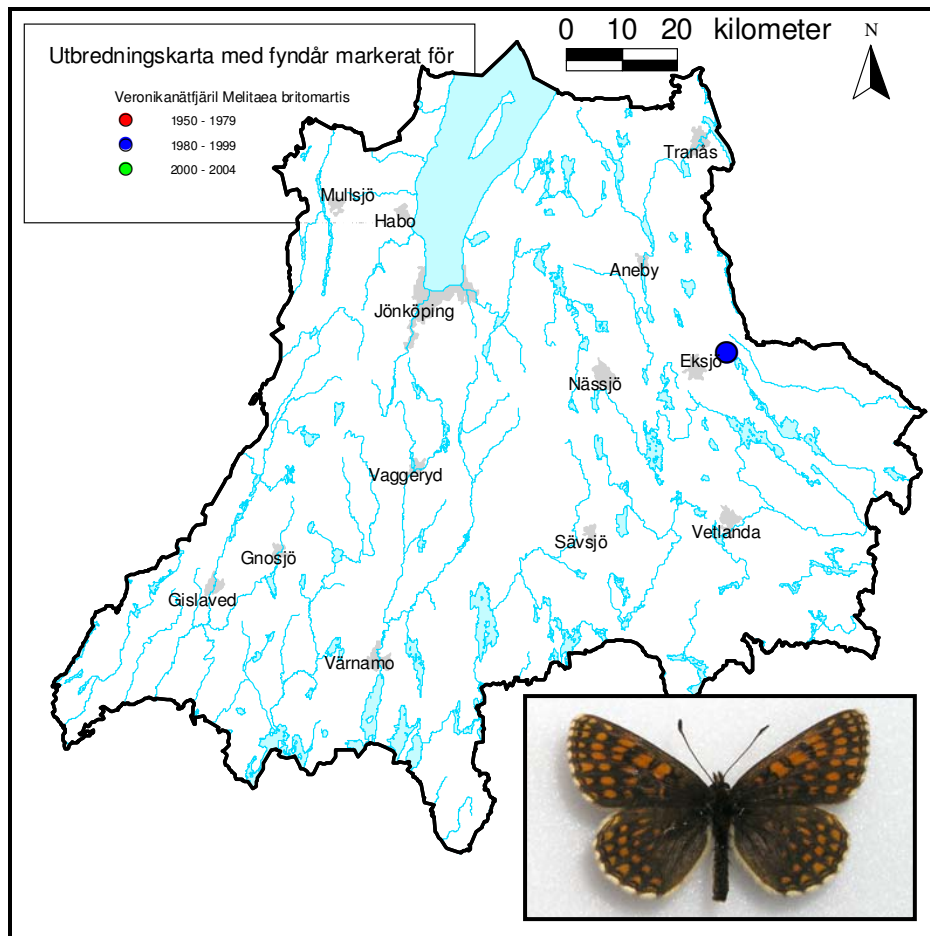 Utbredningskarta med fyndår markerat för
Veronikanätfjäril Melitaea britomartis
1950 - 1979
1980 - 1999
2000 - 2004
0 10 20 kilometer
N
Tranås
Mullsjö
Habo
Aneby
Jönköping
Eksjö
Nässjö
Vaggeryd
Vetlanda
Sävsjö
Gnosjö
Gislaved
Värnamo